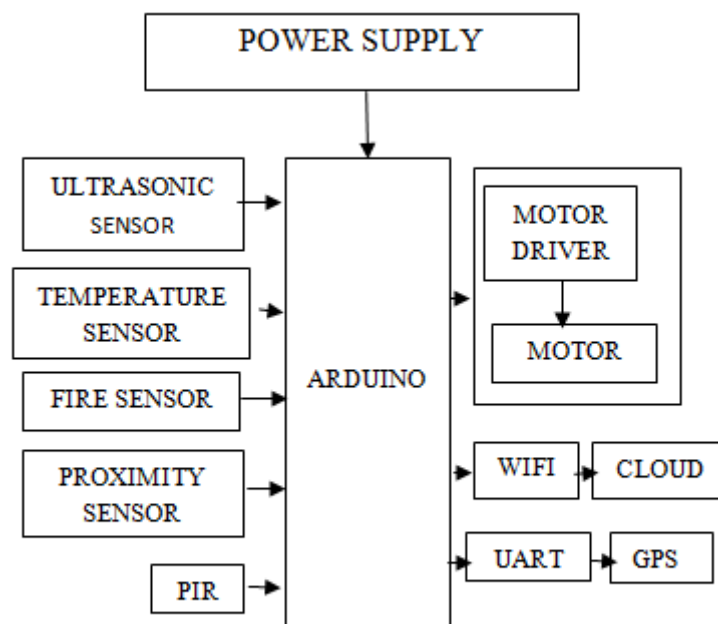 POWER SUPPLY
ULTRASONIC
SENSOR
TEMPERATURE
SENSOR
FIRE SENSOR
PROXIMITY
SENSOR
PIR
ARDUINO
MOTOR
DRIVER
MOTOR
WIFI
CLOUD
UART
GPS